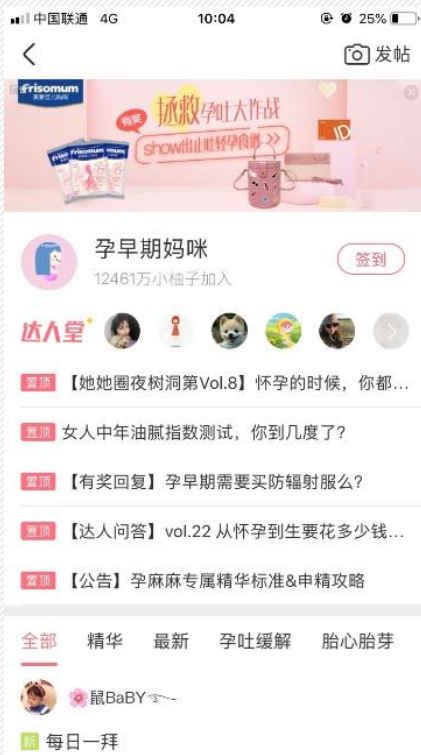 中国联通 4G 10:04 25%
发帖
Frisomum
美素佳儿妈妈
有奖 拯救孕吐大作战
show出止吐轻孕食谱 >>
ID
孕早期妈咪
签到
12461万小柚子加入
达人堂
置顶 【她她圈夜树洞第Vol.8】怀孕的时候，你都...
置顶 女人中年油腻指数测试，你到几度了？
置顶 【有奖回复】孕早期需要买防辐射服么？
置顶 【达人问答】vol.22 从怀孕到生要花多少钱...
置顶 【公告】孕麻麻专属精华标准&申精攻略
全部 精华 最新 孕吐缓解 胎心胎芽
🌸鼠BaBY
新 每日一拜